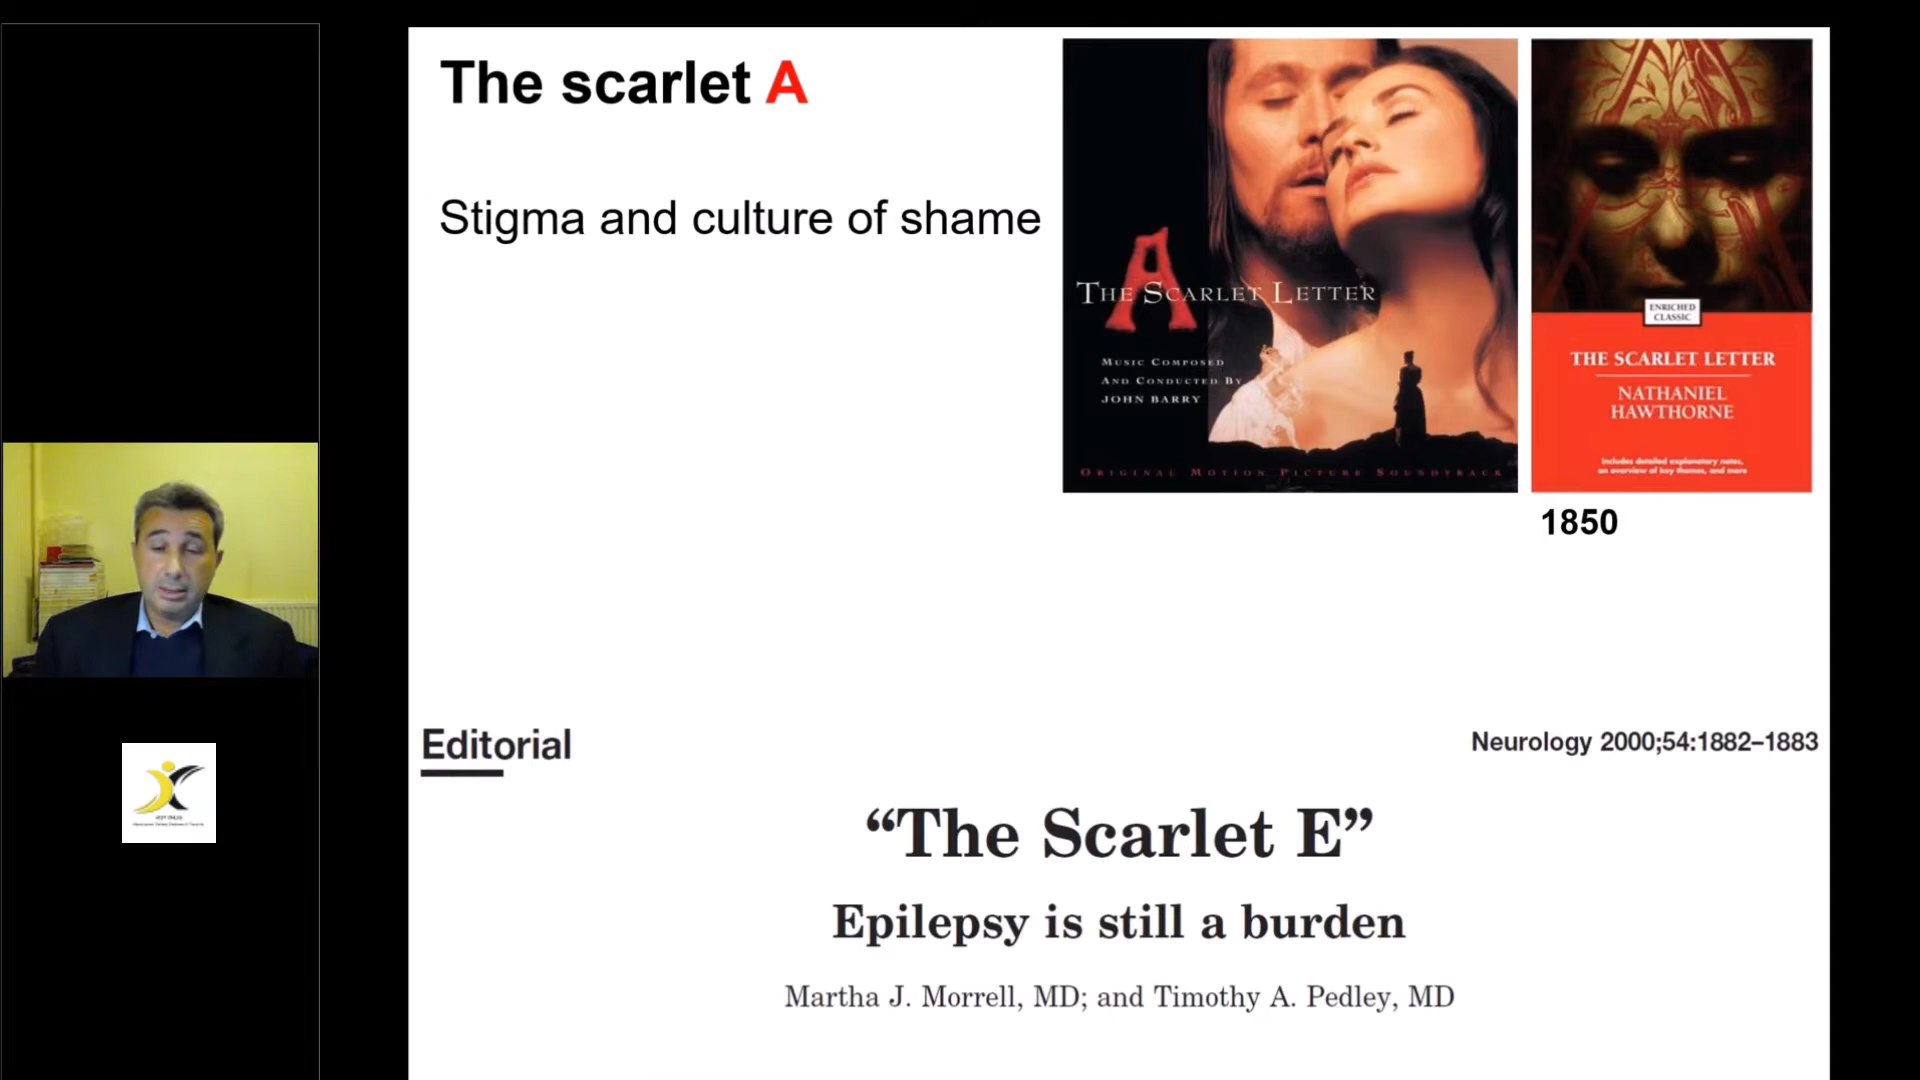 The scarlet A
Stigma and culture of shame
A
THE SCARLET LETTER
MUSIC COMPOSED
AND CONDUCTED BY
JOHN BARRY
ORIGINAL MOTION PICTURE SOUNDTRACK
ENRICHED
CLASSIC
THE SCARLET LETTER
NATHANIEL
HAWTHORNE
Includes detailed explanatory notes,
an overview of key themes, and more
1850
Editorial
Neurology 2000;54:1882–1883
“The Scarlet E”
Epilepsy is still a burden
Martha J. Morrell, MD; and Timothy A. Pedley, MD